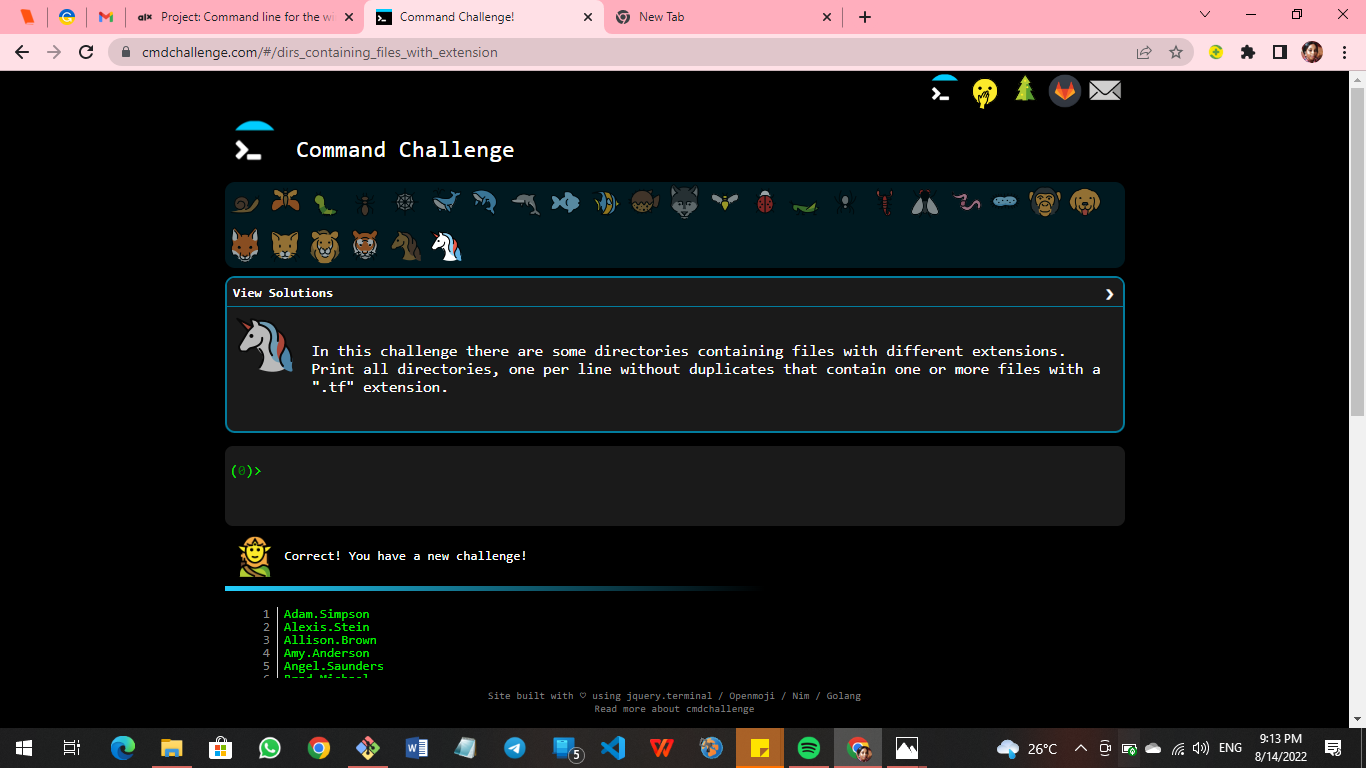 Project: Command line for the wi
Command Challenge!
New Tab
cmdchallenge.com/#/dirs_containing_files_with_extension
Command Challenge
View Solutions
In this challenge there are some directories containing files with different extensions.
Print all directories, one per line without duplicates that contain one or more files with a
".tf" extension.
(0)>
Correct! You have a new challenge!
1 Adam.Simpson
2 Alexis.Stein
3 Allison.Brown
4 Amy.Anderson
5 Angel.Saunders
Site built with ♡ using jquery.terminal / Openmoji / Nim / Golang
Read more about cmdchallenge
5
26°C
ENG
9:13 PM
8/14/2022